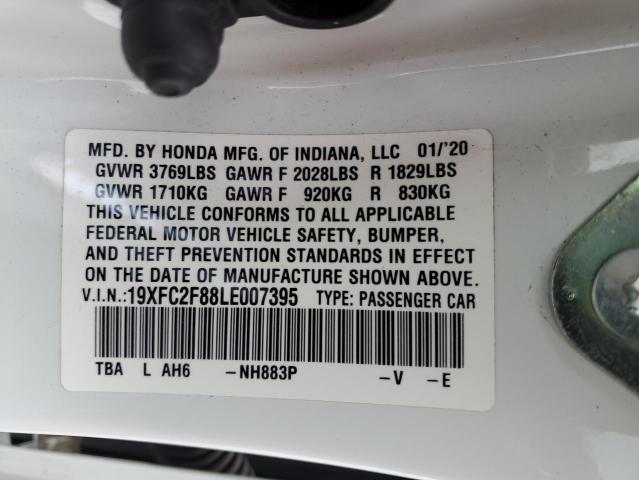 MFD. BY HONDA MFG. OF INDIANA, LLC 01/'20
GVWR 3769LBS GAWR F 2028LBS R 1829LBS
GVWR 1710KG GAWR F 920KG R 830KG
THIS VEHICLE CONFORMS TO ALL APPLICABLE
FEDERAL MOTOR VEHICLE SAFETY, BUMPER,
AND THEFT PREVENTION STANDARDS IN EFFECT
ON THE DATE OF MANUFACTURE SHOWN ABOVE.
V.I.N.:19XFC2F88LE007395 TYPE: PASSENGER CAR
TBA L AH6 -NH883P -V -E